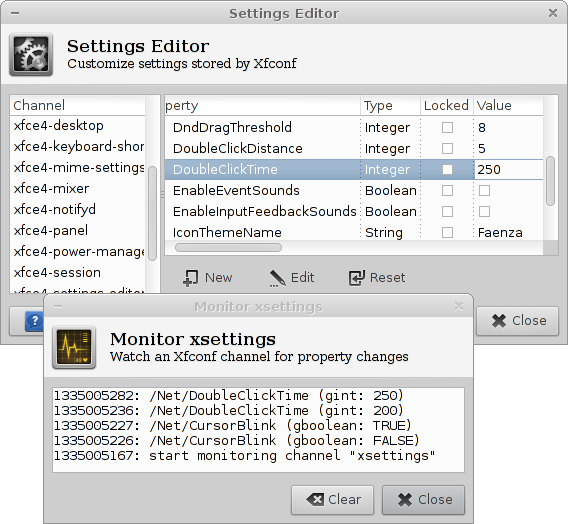 Settings Editor
Settings Editor
Customize settings stored by Xfconf
Channel
xfce4-desktop
xfce4-keyboard-shor
xfce4-mime-settings
xfce4-mixer
xfce4-notifyd
xfce4-panel
xfce4-power-manage
xfce4-session
xfce4-settings-editor
perty Type Locked Value
DndDragThreshold Integer 8
DoubleClickDistance Integer 5
DoubleClickTime Integer 250
EnableEventSounds Boolean
EnableInputFeedbackSounds Boolean
IconThemeName String Faenza
New Edit Reset
Close
Monitor xsettings
Monitor xsettings
Watch an Xfconf channel for property changes
1335005282: /Net/DoubleClickTime (gint: 250)
1335005236: /Net/DoubleClickTime (gint: 200)
1335005227: /Net/CursorBlink (gboolean: TRUE)
1335005226: /Net/CursorBlink (gboolean: FALSE)
1335005167: start monitoring channel "xsettings"
Clear Close